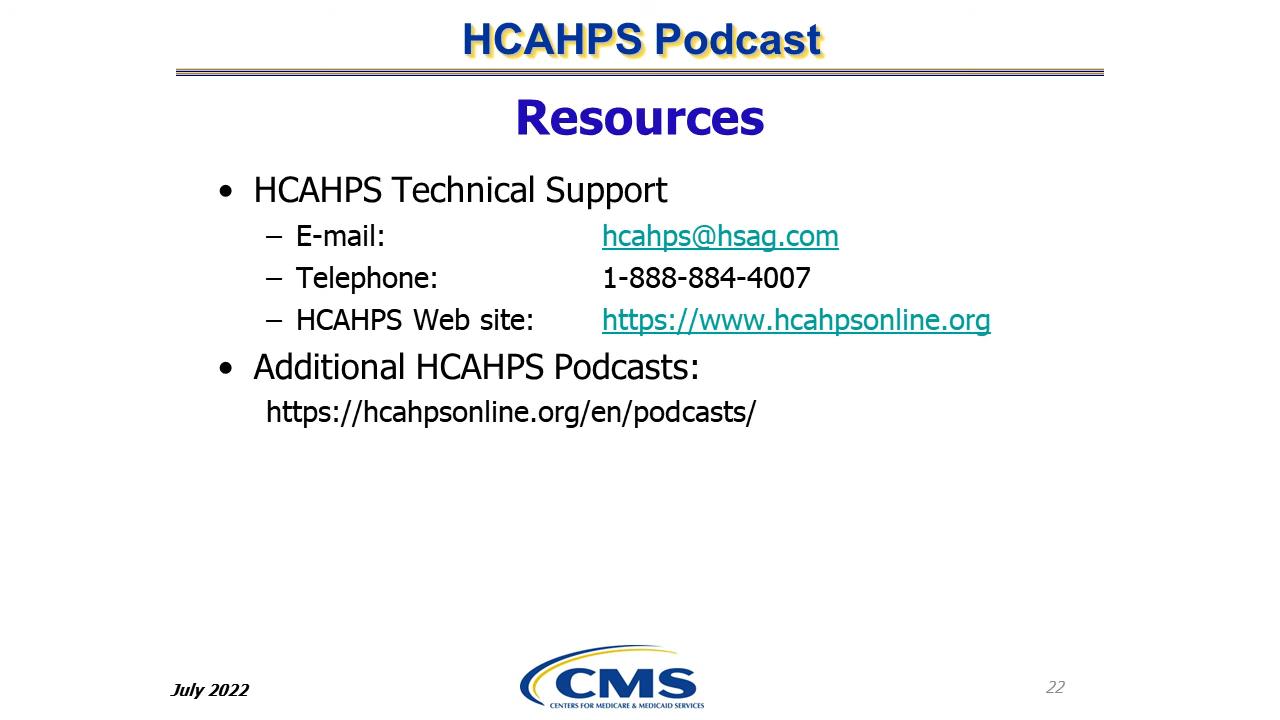 HCAHPS Podcast
Resources
• HCAHPS Technical Support
– E-mail: hcahps@hsag.com
– Telephone: 1-888-884-4007
– HCAHPS Web site: https://www.hcahpsonline.org
• Additional HCAHPS Podcasts:
https://hcahpsonline.org/en/podcasts/
July 2022
CMS
CENTERS FOR MEDICARE & MEDICAID SERVICES
22